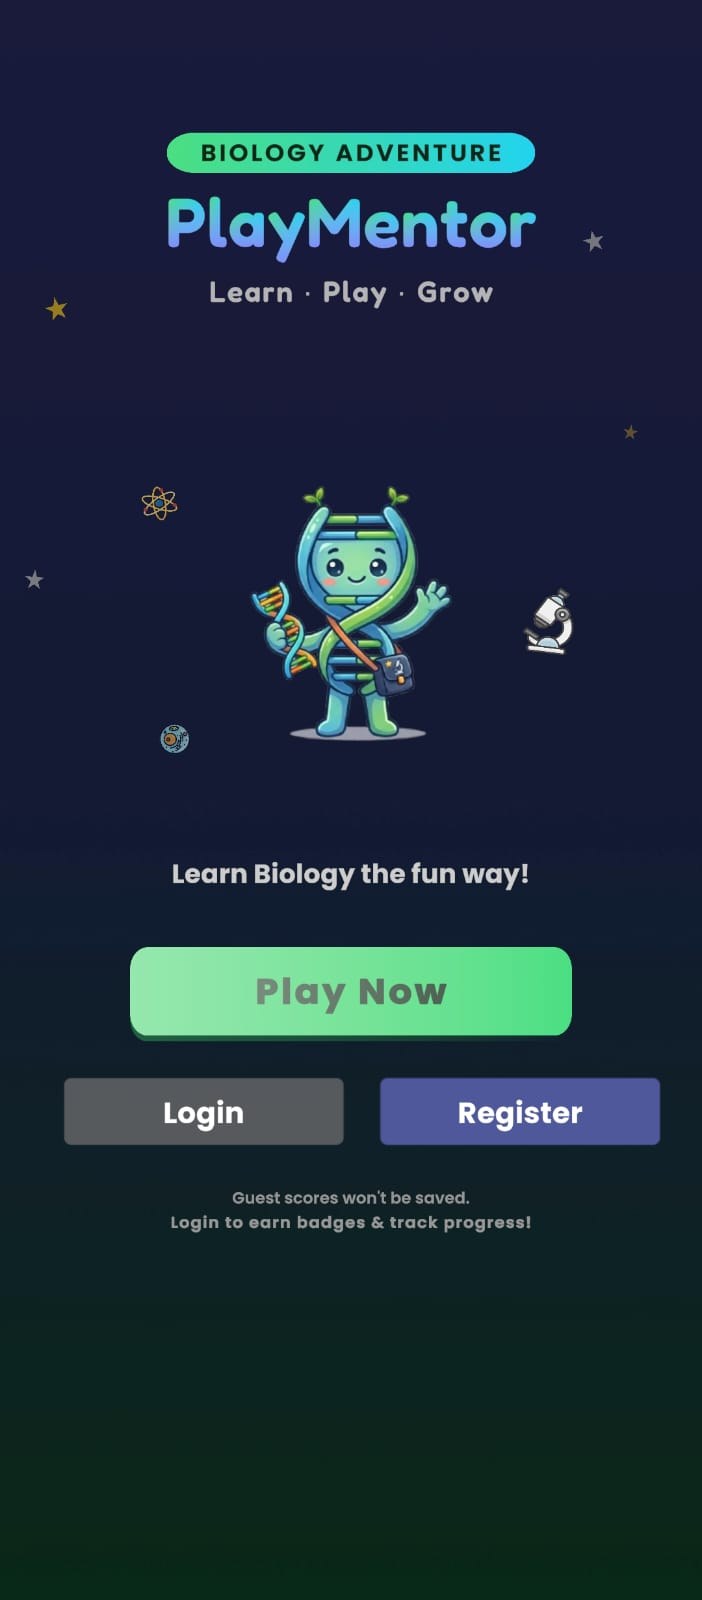 BIOLOGY ADVENTURE
PlayMentor
Learn · Play · Grow
Learn Biology the fun way!
Play Now
Login
Register
Guest scores won't be saved.
Login to earn badges & track progress!